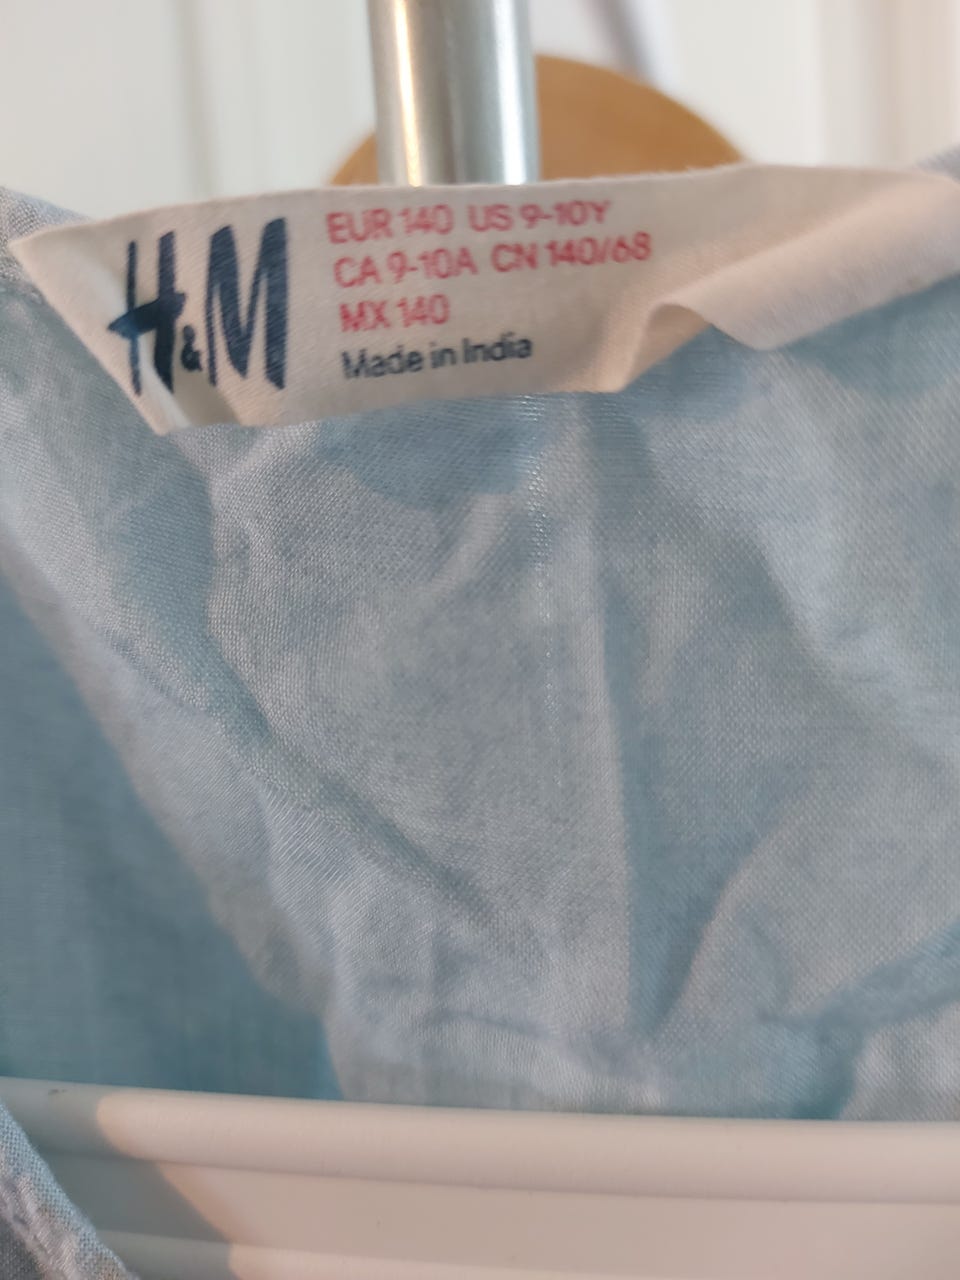 H&M
EUR 140 US 9-10Y
CA 9-10A CN 140/68
MX 140
Made in India